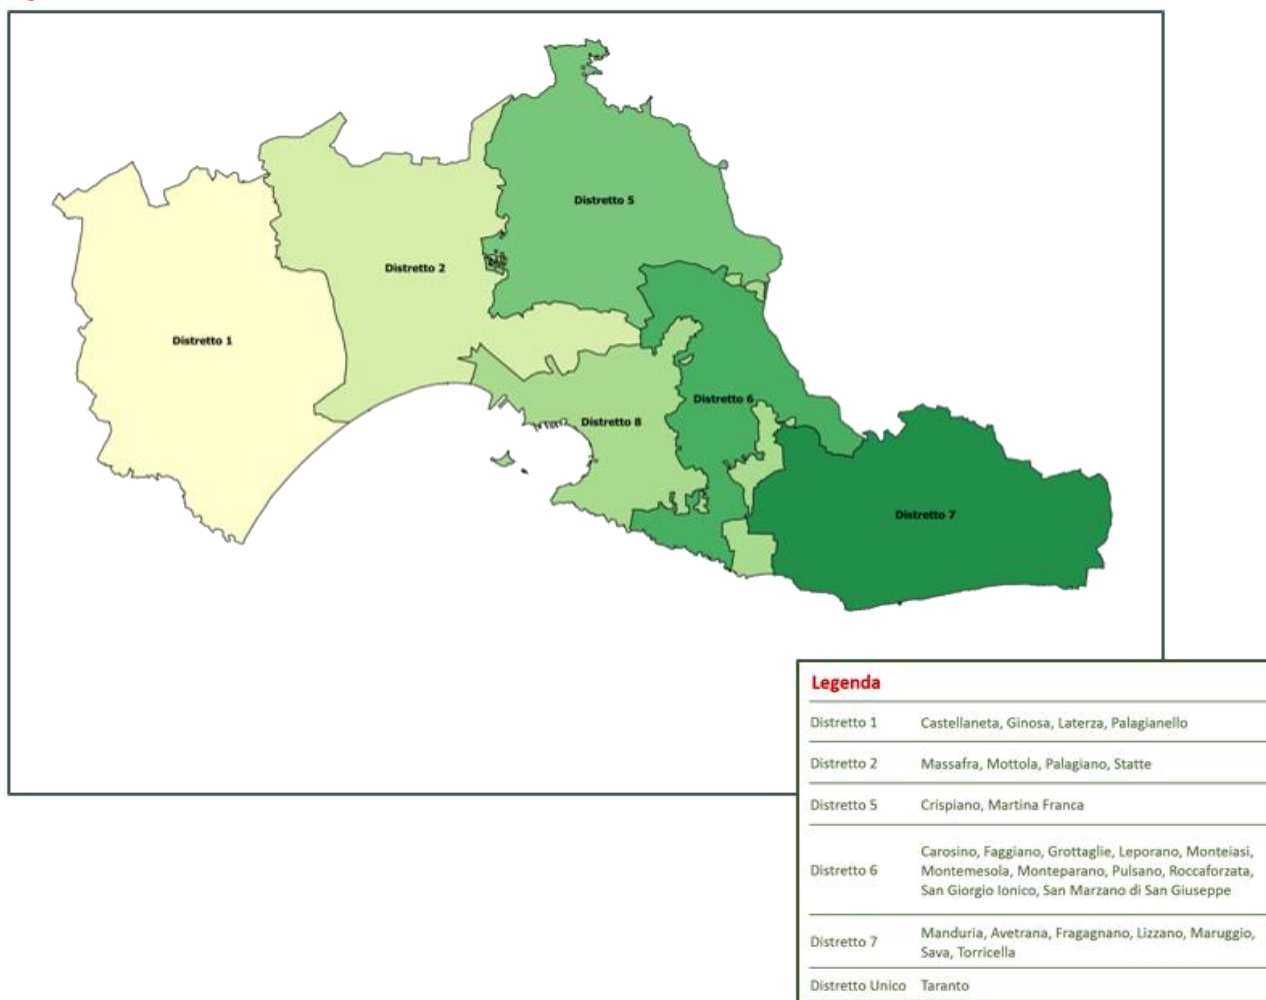 Distretto 5
Distretto 2
Distretto 1
Distretto 6
Distretto 8
Distretto 7
Legenda
Distretto 1 Castellaneta, Ginosa, Laterza, Palagianello
Distretto 2 Massafra, Mottola, Palagiano, Statte
Distretto 5 Crispiano, Martina Franca
Distretto 6 Carosino, Faggiano, Grottaglie, Leporano, Monteiasi,
Montemesola, Monteparano, Pulsano, Roccaforzata,
San Giorgio Ionico, San Marzano di San Giuseppe
Distretto 7 Manduria, Avetrana, Fragagnano, Lizzano, Maruggio,
Sava, Torricella
Distretto Unico Taranto